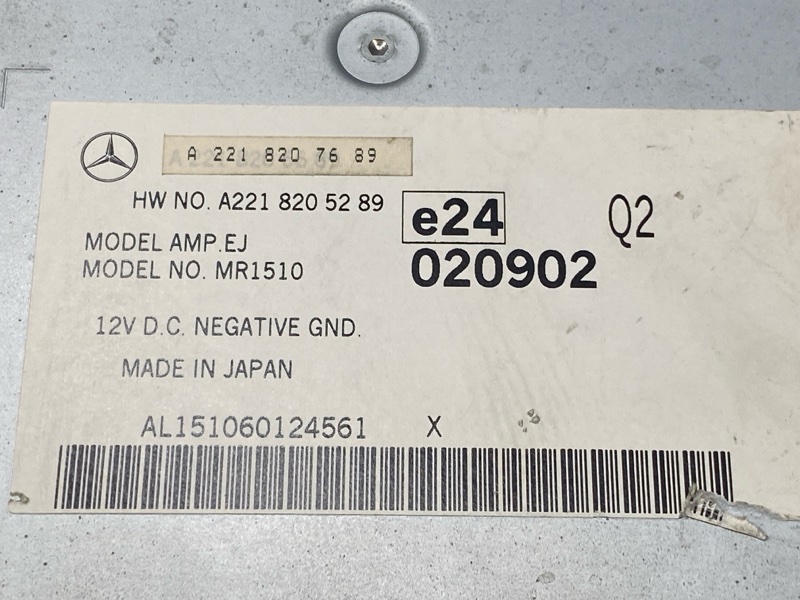 A 221 820 76 89
HW NO. A221 820 52 89
e24
Q2
MODEL AMP.EJ
MODEL NO. MR1510
020902
12V D.C. NEGATIVE GND.
MADE IN JAPAN
AL151060124561 X